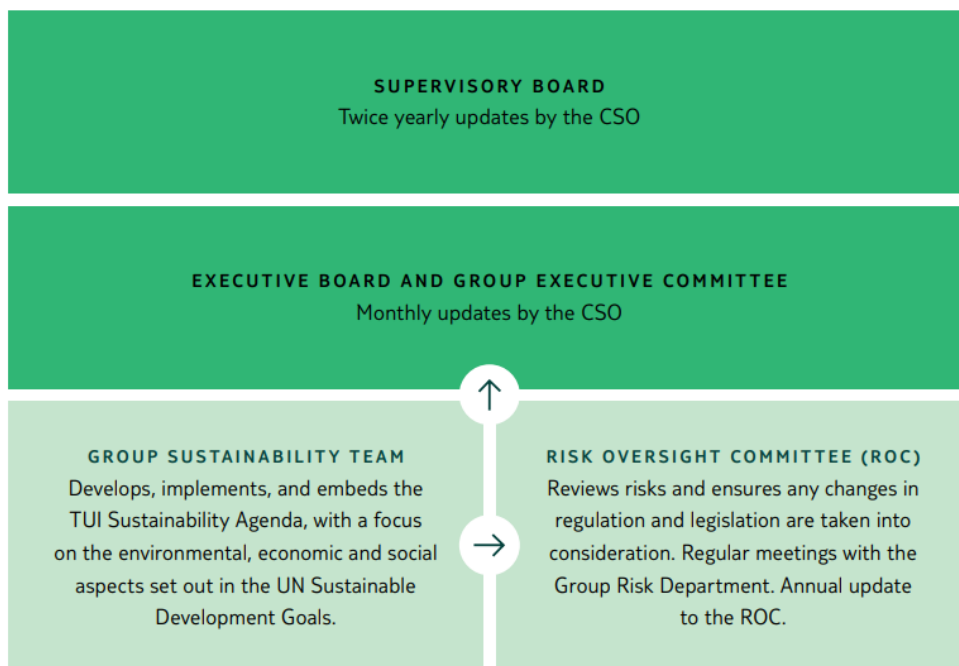 SUPERVISORY BOARD
Twice yearly updates by the CSO
EXECUTIVE BOARD AND GROUP EXECUTIVE COMMITTEE
Monthly updates by the CSO
GROUP SUSTAINABILITY TEAM
Develops, implements, and embeds the
TUI Sustainability Agenda, with a focus
on the environmental, economic and social
aspects set out in the UN Sustainable
Development Goals.
RISK OVERSIGHT COMMITTEE (ROC)
Reviews risks and ensures any changes in
regulation and legislation are taken into
consideration. Regular meetings with the
Group Risk Department. Annual update
to the ROC.